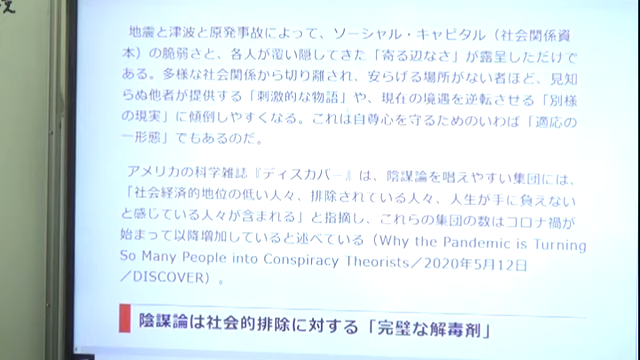 地震と津波と原発事故によって、ソーシャル・キャピタル（社会関係資
本）の脆弱さと、各人が覆い隠してきた「寄る辺なさ」が露呈しただけで
ある。多様な社会関係から切り離され、安らげる場所がない者ほど、見知
らぬ他者が提供する「刺激的な物語」や、現在の境遇を逆転させる「別様
の現実」に傾倒しやすくなる。これは自尊心を守るためのいわば「適応の
一形態」でもあるのだ。
アメリカの科学雑誌『ディスカバー』は、陰謀論を唱えやすい集団には、
「社会経済的地位の低い人々、排除されている人々、人生が手に負えない
と感じている人々が含まれる」と指摘し、これらの集団の数はコロナ禍が
始まって以降増加していると述べている（Why the Pandemic is Turning
So Many People into Conspiracy Theorists／2020年5月12日
／DISCOVER）。
陰謀論は社会的排除に対する「完璧な解毒剤」